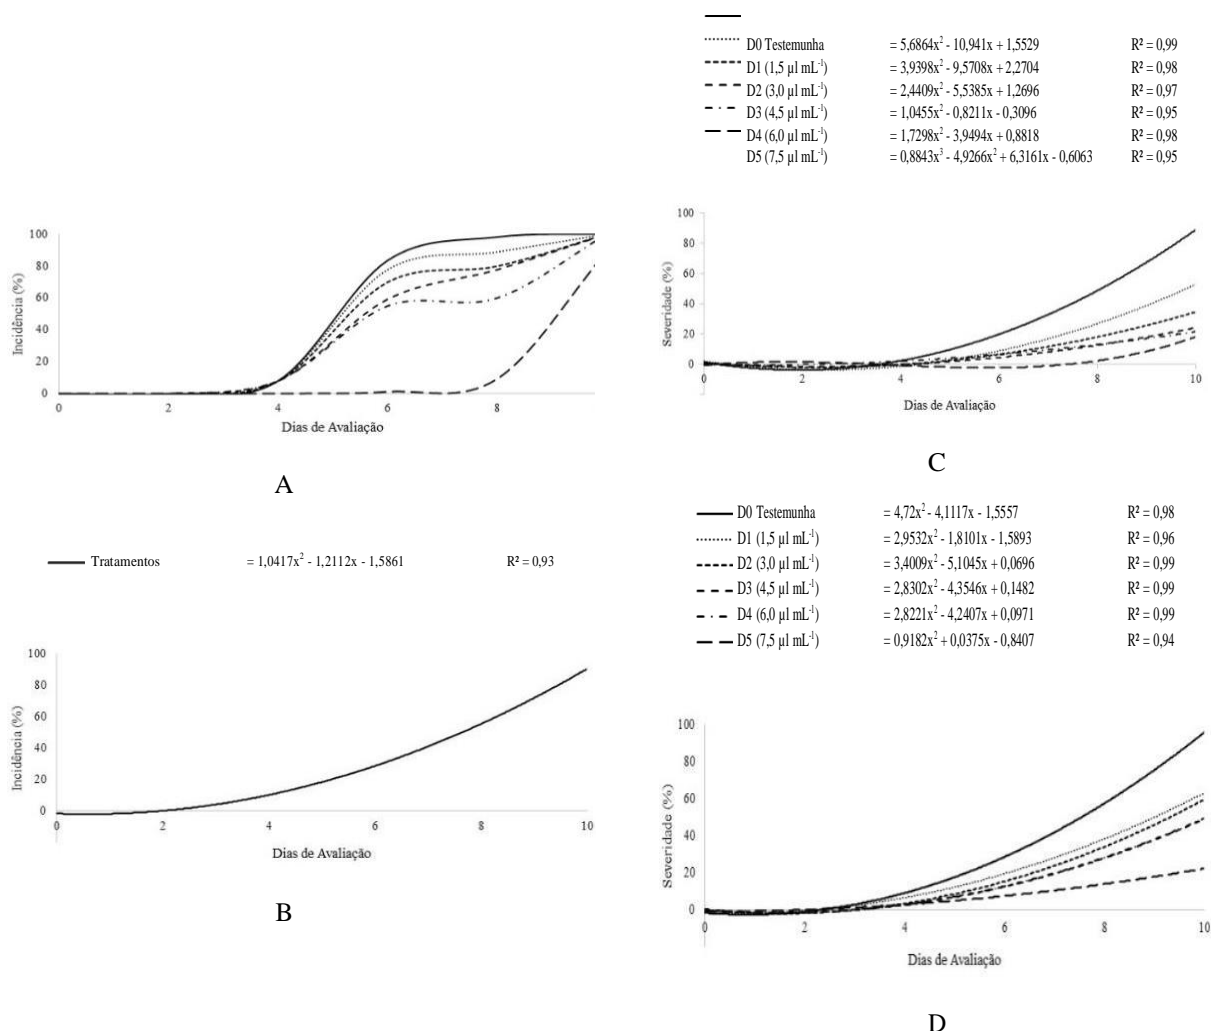 100
80
60
40
20
0
Incidência (%)
0 2 4 6 8
Dias de Avaliação
A
Tratamentos = 1,0417x² - 1,2112x - 1,5861 R² = 0,93
100
80
60
40
20
0
Incidência (%)
0 2 4 6 8 10
Dias de Avaliação
B
D0 Testemunha = 5,6864x² - 10,941x + 1,5529 R² = 0,99
D1 (1,5 µl mL⁻¹) = 3,9398x² - 9,5708x + 2,2704 R² = 0,98
D2 (3,0 µl mL⁻¹) = 2,4409x² - 5,5385x + 1,2696 R² = 0,97
D3 (4,5 µl mL⁻¹) = 1,0455x² - 0,8211x - 0,3096 R² = 0,95
D4 (6,0 µl mL⁻¹) = 1,7298x² - 3,9494x + 0,8818 R² = 0,98
D5 (7,5 µl mL⁻¹) = 0,8843x³ - 4,9266x² + 6,3161x - 0,6063 R² = 0,95
100
80
60
40
20
0
Severidade (%)
0 2 4 6 8 10
Dias de Avaliação
C
D0 Testemunha = 4,72x² - 4,1117x - 1,5557 R² = 0,98
D1 (1,5 µl mL⁻¹) = 2,9532x² - 1,8101x - 1,5893 R² = 0,96
D2 (3,0 µl mL⁻¹) = 3,4009x² - 5,1045x + 0,0696 R² = 0,99
D3 (4,5 µl mL⁻¹) = 2,8302x² - 4,3546x + 0,1482 R² = 0,99
D4 (6,0 µl mL⁻¹) = 2,8221x² - 4,2407x + 0,0971 R² = 0,99
D5 (7,5 µl mL⁻¹) = 0,9182x² + 0,0375x - 0,8407 R² = 0,94
100
80
60
40
20
0
Severidade (%)
0 2 4 6 8 10
Dias de Avaliação
D